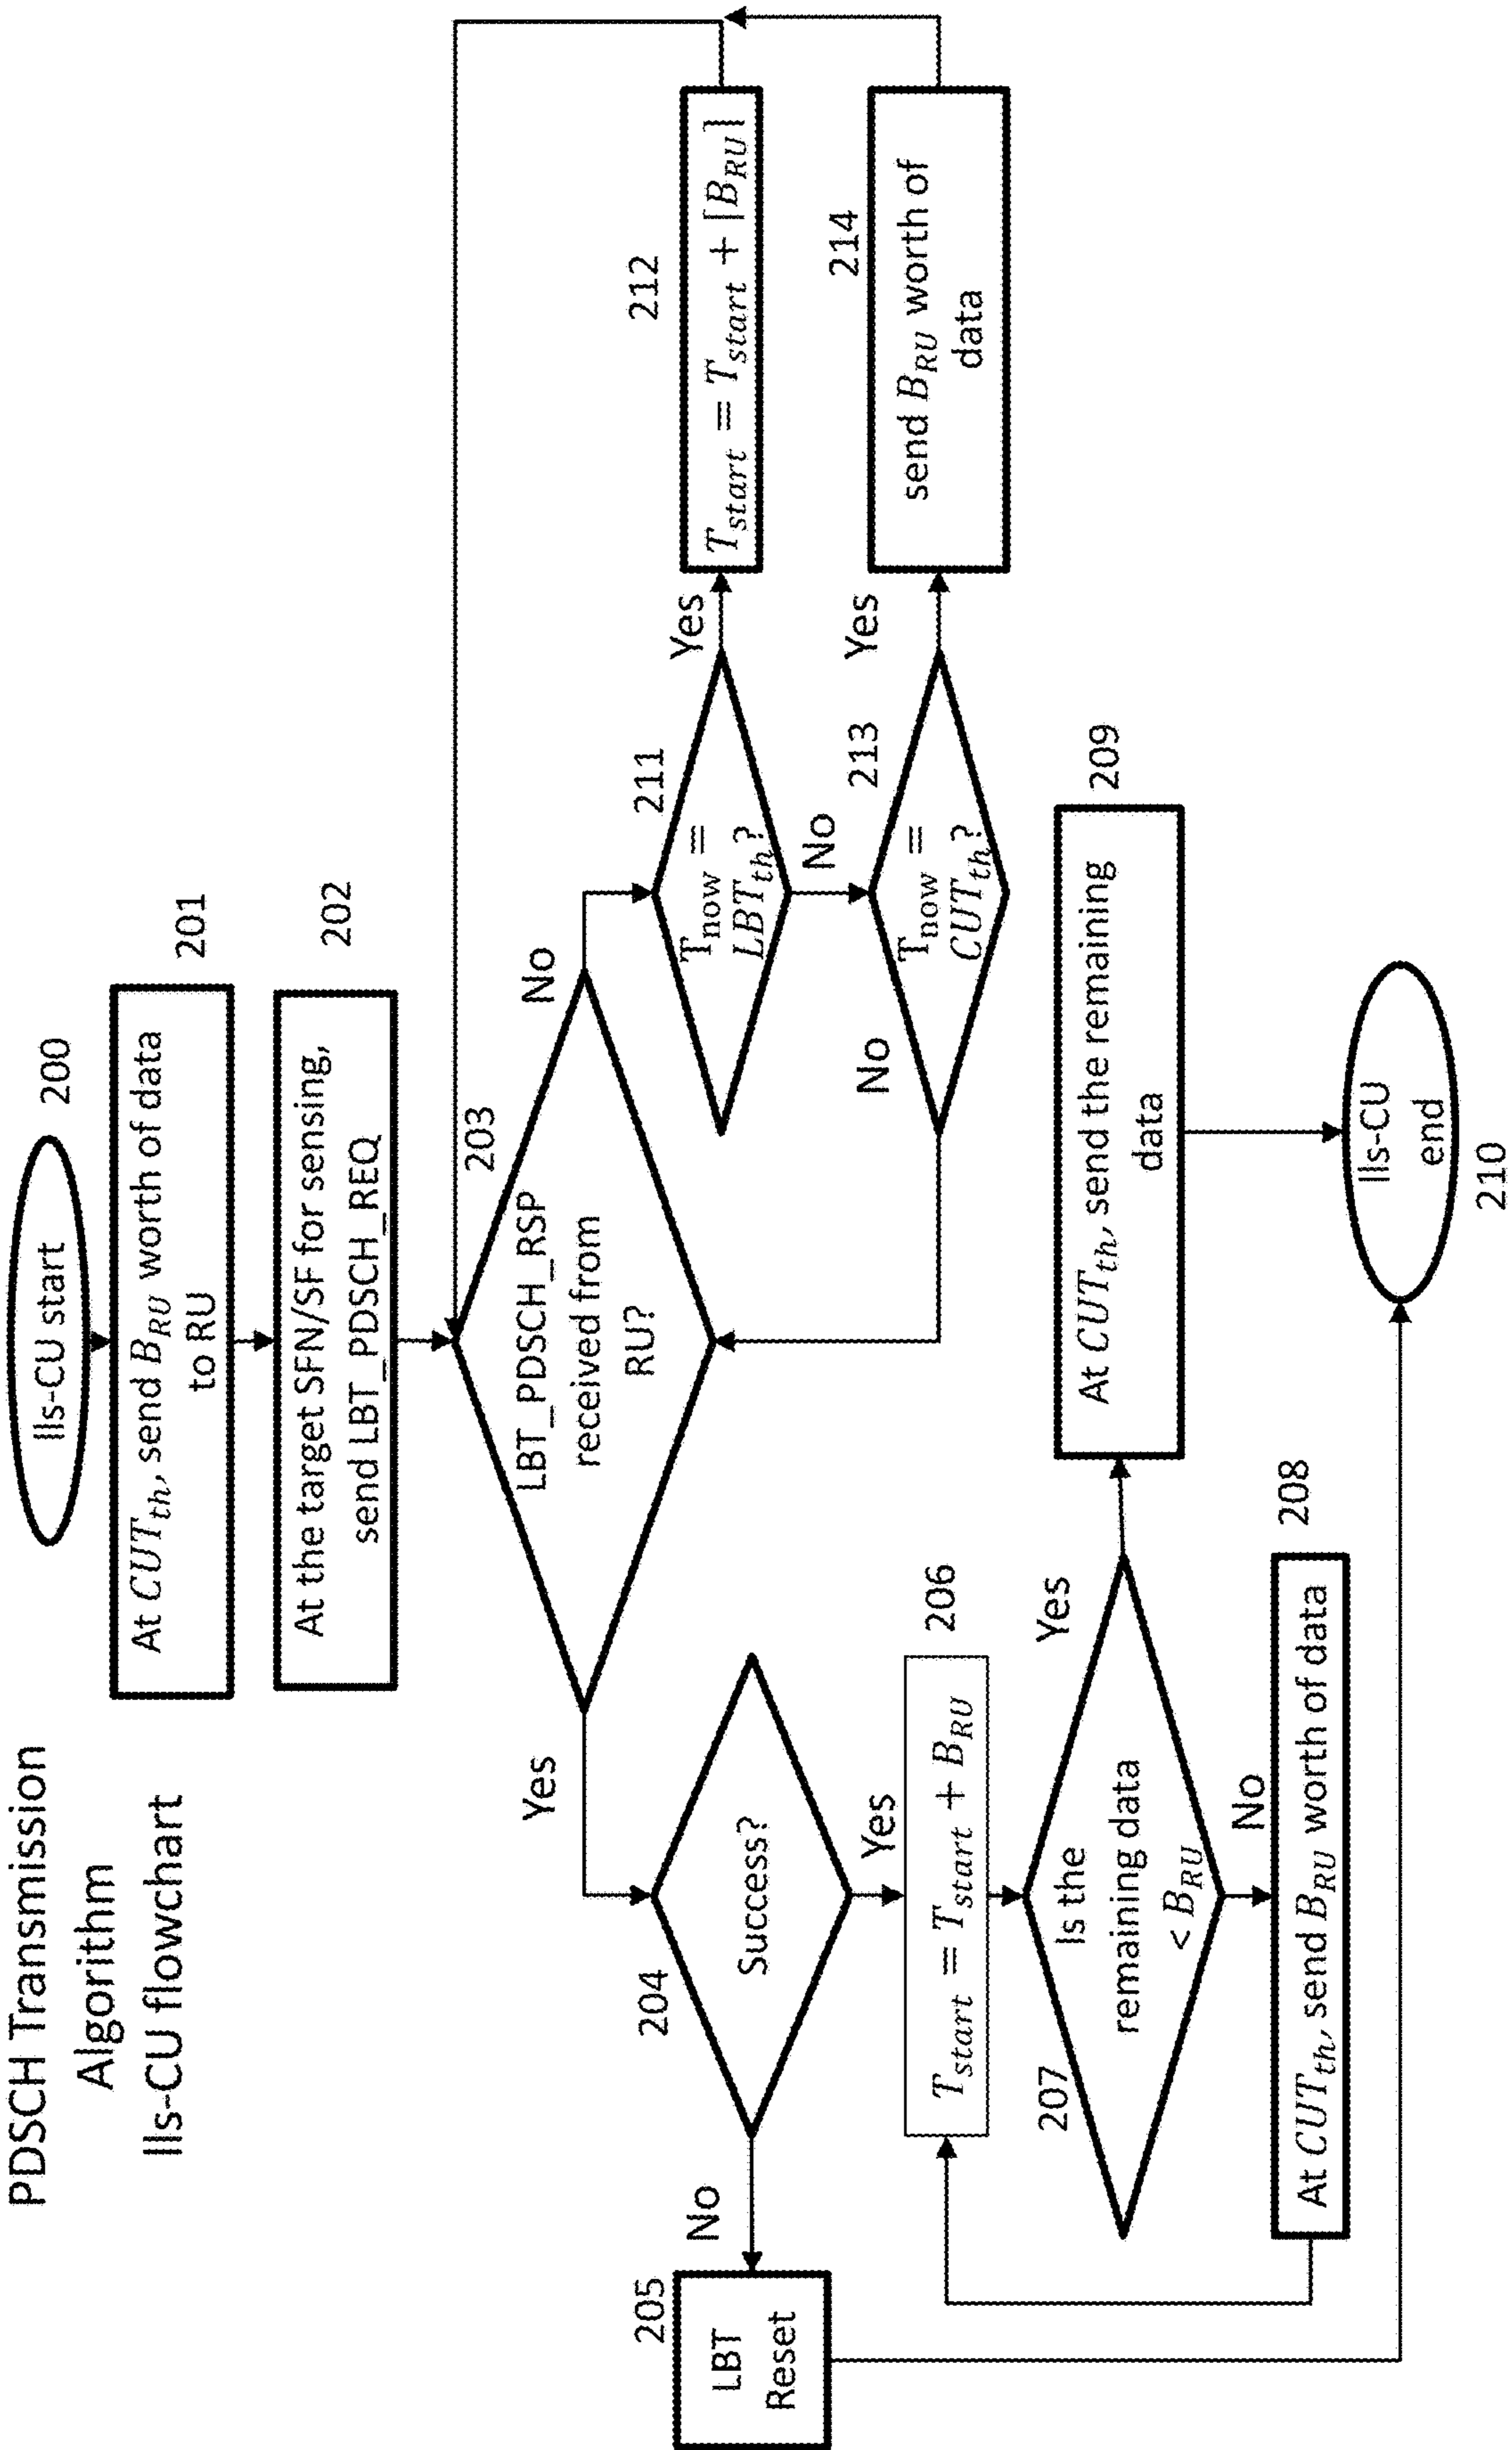 PDSCH Transmission
Algorithm
lls-CU flowchart
lls-CU start
200
At CUT_th, send B_RU worth of data
to RU
201
At the target SFN/SF for sensing,
send LBT_PDSCH_REQ
202
203
LBT_PDSCH_RSP
received from
RU?
Yes
No
204
Success?
No
Yes
205
LBT
Reset
T_start = T_start + B_RU
206
207
Is the
remaining data
< B_RU
Yes
No
At CUT_th, send B_RU worth of data
208
At CUT_th, send the remaining
data
209
lls-CU
end
210
211
T_now =
LBT_th?
Yes
No
212
T_start = T_start + ⌈B_RU⌉
213
T_now =
CUT_th?
No
Yes
214
send B_RU worth of
data